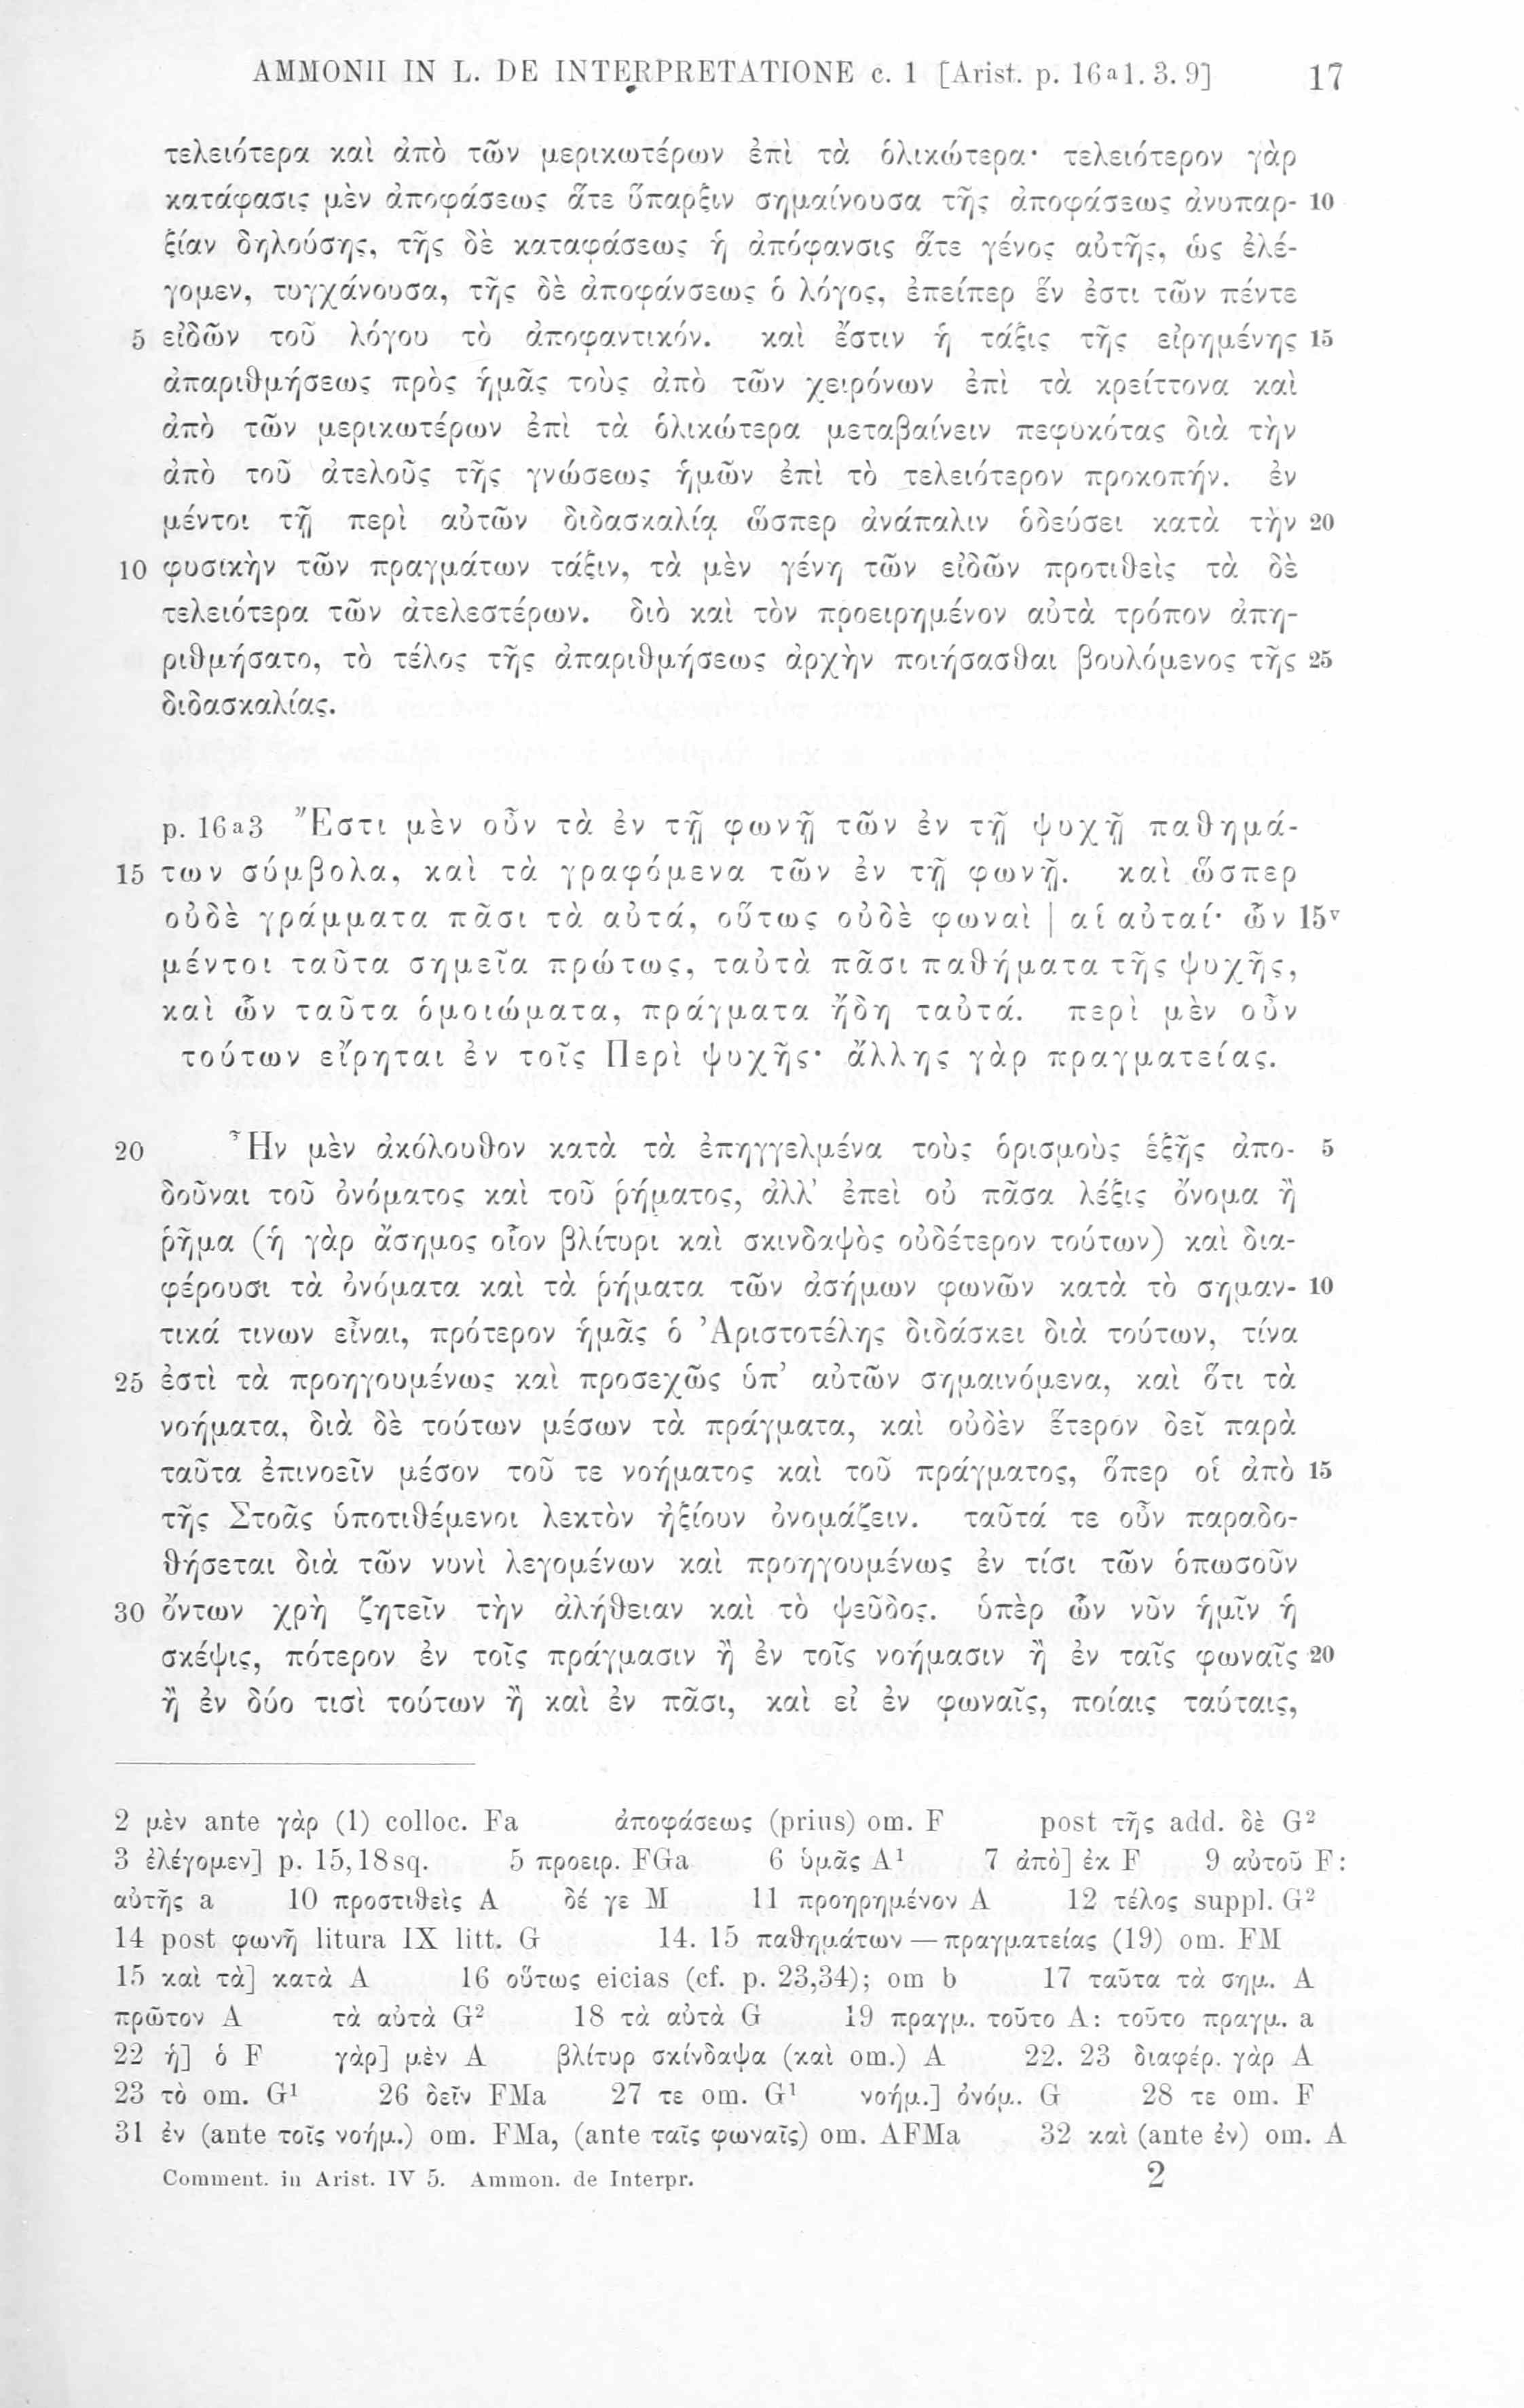 AMMONII IN L. DE INTERPRETATIONE c. 1 [Arist. p. 16a1. 3. 9] 17
τελειότερα καὶ ἀπὸ τῶν μερικωτέρων ἐπὶ τὰ ὁλικώτερα· τελειότερον γὰρ
κατάφασις μὲν ἀποφάσεως ἅτε ὕπαρξιν σημαίνουσα τῆς ἀποφάσεως ἀνυπαρ- 10
ξίαν δηλούσης, τῆς δὲ καταφάσεως ἡ ἀπόφανσις ἅτε γένος αὐτῆς, ὡς ἐλέ-
γομεν, τυγχάνουσα, τῆς δὲ ἀποφάνσεως ὁ λόγος, ἐπείπερ ἕν ἐστι τῶν πέντε
5 εἰδῶν τοῦ λόγου τὸ ἀποφαντικόν. καὶ ἔστιν ἡ τάξις τῆς εἰρημένης 15
ἀπαριθμήσεως πρὸς ἡμᾶς τοὺς ἀπὸ τῶν χειρόνων ἐπὶ τὰ κρείττονα καὶ
ἀπὸ τῶν μερικωτέρων ἐπὶ τὰ ὁλικώτερα μεταβαίνειν πεφυκότας διὰ τὴν
ἀπὸ τοῦ ἀτελοῦς τῆς γνώσεως ἡμῶν ἐπὶ τὸ τελειότερον προκοπήν. ἐν
μέντοι τῇ περὶ αὐτῶν διδασκαλίᾳ ὥσπερ ἀνάπαλιν ὁδεύσει κατὰ τὴν 20
10 φυσικὴν τῶν πραγμάτων τάξιν, τὰ μὲν γένη τῶν εἰδῶν προτιθεὶς τὰ δὲ
τελειότερα τῶν ἀτελεστέρων. διὸ καὶ τὸν προειρημένον αὐτὰ τρόπον ἀπη-
ριθμήσατο, τὸ τέλος τῆς ἀπαριθμήσεως ἀρχὴν ποιήσασθαι βουλόμενος τῆς 25
διδασκαλίας.
p. 16a3 Ἔστι μὲν οὖν τὰ ἐν τῇ φωνῇ τῶν ἐν τῇ ψυχῇ παθημά-
15 των σύμβολα, καὶ τὰ γραφόμενα τῶν ἐν τῇ φωνῇ. καὶ ὥσπερ
οὐδὲ γράμματα πᾶσι τὰ αὐτά, οὕτως οὐδὲ φωναὶ | αἱ αὐταί· ὧν 15v
μέντοι ταῦτα σημεῖα πρώτως, ταὐτὰ πᾶσι παθήματα τῆς ψυχῆς,
καὶ ὧν ταῦτα ὁμοιώματα, πράγματα ἤδη ταὐτά. περὶ μὲν οὖν
τούτων εἴρηται ἐν τοῖς Περὶ ψυχῆς· ἄλλης γὰρ πραγματείας.
20 Ἦν μὲν ἀκόλουθον κατὰ τὰ ἐπηγγελμένα τοὺς ὁρισμοὺς ἑξῆς ἀπο- 5
δοῦναι τοῦ ὀνόματος καὶ τοῦ ῥήματος, ἀλλ’ ἐπεὶ οὐ πᾶσα λέξις ὄνομα ἢ
ῥῆμα (ἡ γὰρ ἄσημος οἷον βλίτυρι καὶ σκινδαψὸς οὐδέτερον τούτων) καὶ δια-
φέρουσι τὰ ὀνόματα καὶ τὰ ῥήματα τῶν ἀσήμων φωνῶν κατὰ τὸ σημαν- 10
τικά τινων εἶναι, πρότερον ἡμᾶς ὁ Ἀριστοτέλης διδάσκει διὰ τούτων, τίνα
25 ἐστὶ τὰ προηγουμένως καὶ προσεχῶς ὑπ’ αὐτῶν σημαινόμενα, καὶ ὅτι τὰ
νοήματα, διὰ δὲ τούτων μέσων τὰ πράγματα, καὶ οὐδὲν ἕτερον δεῖ παρὰ
ταῦτα ἐπινοεῖν μέσον τοῦ τε νοήματος καὶ τοῦ πράγματος, ὅπερ οἱ ἀπὸ 15
τῆς Στοᾶς ὑποτιθέμενοι λεκτὸν ἠξίουν ὀνομάζειν. ταῦτά τε οὖν παραδο-
θήσεται διὰ τῶν νυνὶ λεγομένων καὶ προηγουμένως ἐν τίσι τῶν ὁπωσοῦν
30 ὄντων χρὴ ζητεῖν τὴν ἀλήθειαν καὶ τὸ ψεῦδος. ὑπὲρ ὧν νῦν ἡμῖν ἡ
σκέψις, πότερον ἐν τοῖς πράγμασιν ἢ ἐν τοῖς νοήμασιν ἢ ἐν ταῖς φωναῖς 20
ἢ ἐν δύο τισὶ τούτων ἢ καὶ ἐν πᾶσι, καὶ εἰ ἐν φωναῖς, ποίαις ταύταις,
2 μὲν ante γὰρ (1) colloc. Fa ἀποφάσεως (prius) om. F post τῆς add. δὲ G²
3 ἐλέγομεν] p. 15,18sq. 5 προειρ. FGa 6 ὑμᾶς A¹ 7 ἀπὸ] ἐκ F 9 αὐτοῦ F:
αὐτῆς a 10 προστιθεὶς A δέ γε M 11 προηρημένον A 12 τέλος suppl. G²
14 post φωνῇ litura IX litt. G 14. 15 παθημάτων — πραγματείας (19) om. FM
15 καὶ τὰ] κατὰ A 16 οὕτως eicias (cf. p. 23,34); om b 17 ταῦτα τὰ σημ. A
πρῶτον A τὰ αὐτὰ G² 18 τὰ αὐτὰ G 19 πραγμ. τοῦτο A: τοῦτο πραγμ. a
22 ἡ] ὁ F γὰρ] μὲν A βλίτυρ σκίνδαψα (καὶ om.) A 22. 23 διαφέρ. γὰρ A
23 τὸ om. G¹ 26 δεῖν FMa 27 τε om. G¹ νοήμ.] ὀνόμ. G 28 τε om. F
31 ἐν (ante τοῖς νοήμ.) om. FMa, (ante ταῖς φωναῖς) om. AFMa 32 καὶ (ante ἐν) om. A
Comment. in Arist. IV 5. Ammon. de Interpr. 2